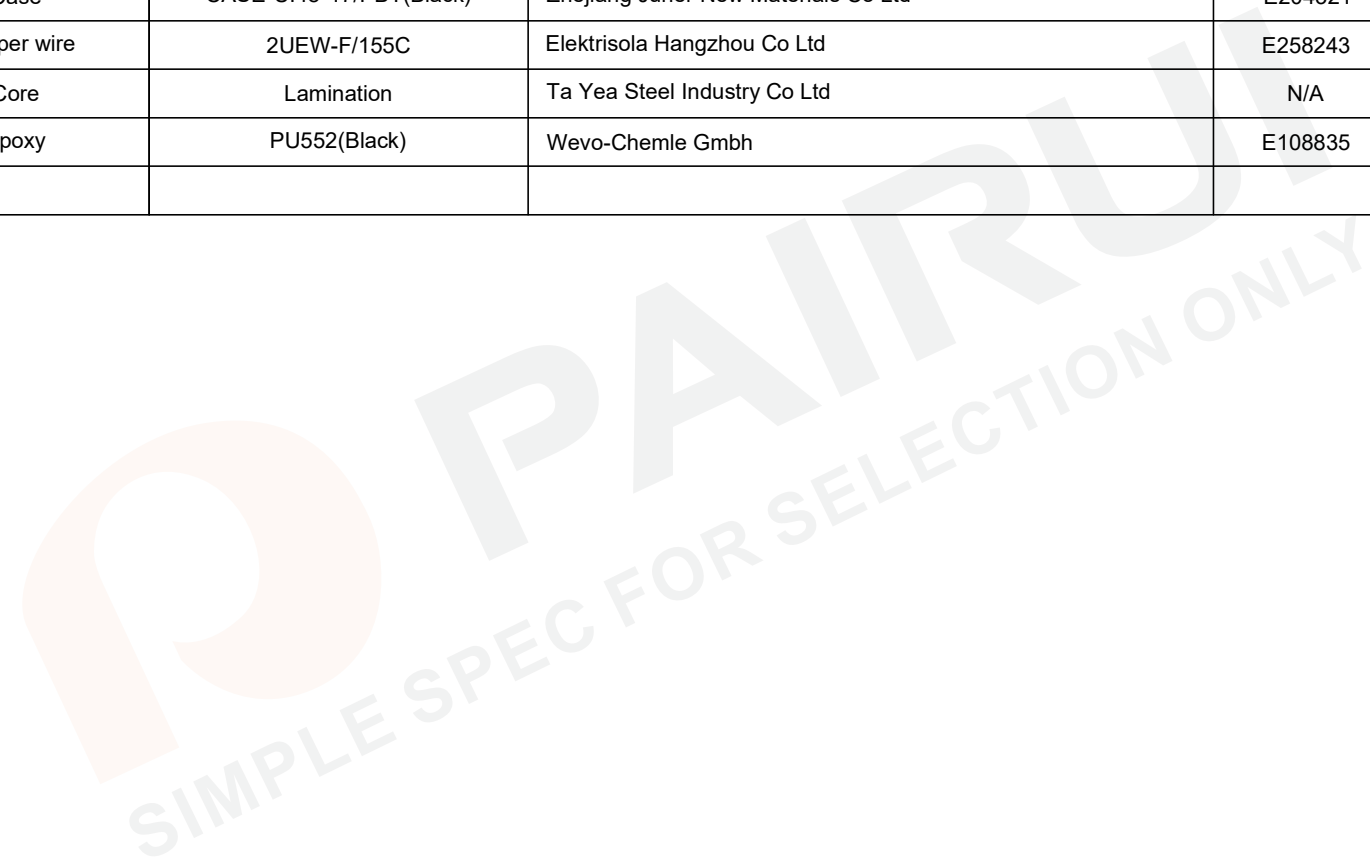 per wire 2UEW-F/155C Elektrisola Hangzhou Co Ltd E258243
Core Lamination Ta Yea Steel Industry Co Ltd N/A
poxy PU552(Black) Wevo-Chemle Gmbh E108835
PAIRUI
SIMPLE SPEC FOR SELECTION ONLY